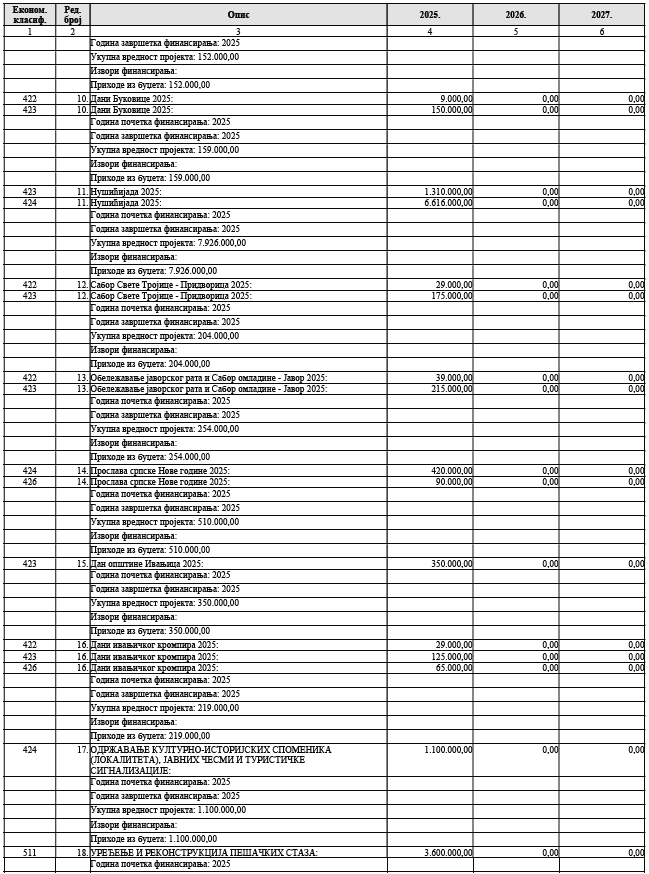 Економ. класиф. Ред. број Опис 2025. 2026. 2027.
1 2 3 4 5 6
Година завршетка финансирања: 2025
Укупна вредност пројекта: 152.000,00
Извори финансирања:
Приходе из буџета: 152.000,00
422 10. Дани Буковице 2025: 9.000,00 0,00 0,00
423 10. Дани Буковице 2025: 150.000,00 0,00 0,00
Година почетка финансирања: 2025
Година завршетка финансирања: 2025
Укупна вредност пројекта: 159.000,00
Извори финансирања:
Приходе из буџета: 159.000,00
423 11. Нушићијада 2025: 1.310.000,00 0,00 0,00
424 11. Нушићијада 2025: 6.616.000,00 0,00 0,00
Година почетка финансирања: 2025
Година завршетка финансирања: 2025
Укупна вредност пројекта: 7.926.000,00
Извори финансирања:
Приходе из буџета: 7.926.000,00
422 12. Сабор Свете Тројице - Придворица 2025: 29.000,00 0,00 0,00
423 12. Сабор Свете Тројице - Придворица 2025: 175.000,00 0,00 0,00
Година почетка финансирања: 2025
Година завршетка финансирања: 2025
Укупна вредност пројекта: 204.000,00
Извори финансирања:
Приходе из буџета: 204.000,00
422 13. Обележавање јаворског рата и Сабор омладине - Јавор 2025: 39.000,00 0,00 0,00
423 13. Обележавање јаворског рата и Сабор омладине - Јавор 2025: 215.000,00 0,00 0,00
Година почетка финансирања: 2025
Година завршетка финансирања: 2025
Укупна вредност пројекта: 254.000,00
Извори финансирања:
Приходе из буџета: 254.000,00
424 14. Прослава српске Нове године 2025: 420.000,00 0,00 0,00
426 14. Прослава српске Нове године 2025: 90.000,00 0,00 0,00
Година почетка финансирања: 2025
Година завршетка финансирања: 2025
Укупна вредност пројекта: 510.000,00
Извори финансирања:
Приходе из буџета: 510.000,00
423 15. Дан општине Ивањица 2025: 350.000,00 0,00 0,00
Година почетка финансирања: 2025
Година завршетка финансирања: 2025
Укупна вредност пројекта: 350.000,00
Извори финансирања:
Приходе из буџета: 350.000,00
422 16. Дани ивањичког кромпира 2025: 29.000,00 0,00 0,00
423 16. Дани ивањичког кромпира 2025: 125.000,00 0,00 0,00
426 16. Дани ивањичког кромпира 2025: 65.000,00 0,00 0,00
Година почетка финансирања: 2025
Година завршетка финансирања: 2025
Укупна вредност пројекта: 219.000,00
Извори финансирања:
Приходе из буџета: 219.000,00
424 17. ОДРЖАВАЊЕ КУЛТУРНО-ИСТОРИЈСКИХ СПОМЕНИКА 1.100.000,00 0,00 0,00
(ЛОКАЛИТЕТА), ЈАВНИХ ЧЕСМИ И ТУРИСТИЧКЕ
СИГНАЛИЗАЦИЈЕ:
Година почетка финансирања: 2025
Година завршетка финансирања: 2025
Укупна вредност пројекта: 1.100.000,00
Извори финансирања:
Приходе из буџета: 1.100.000,00
511 18. УРЕЂЕЊЕ И РЕКОНСТРУКЦИЈА ПЕШАЧКИХ СТАЗА: 3.600.000,00 0,00 0,00
Година почетка финансирања: 2025